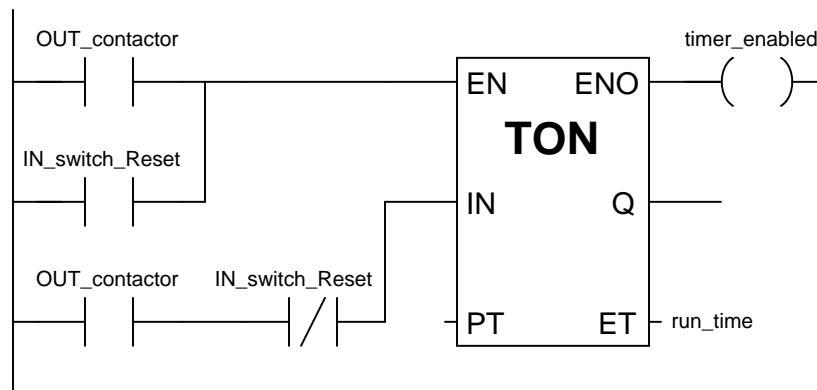 OUT_contactor
timer_enabled
EN
ENO
TON
IN_switch_Reset
IN
Q
OUT_contactor
IN_switch_Reset
PT
ET
run_time